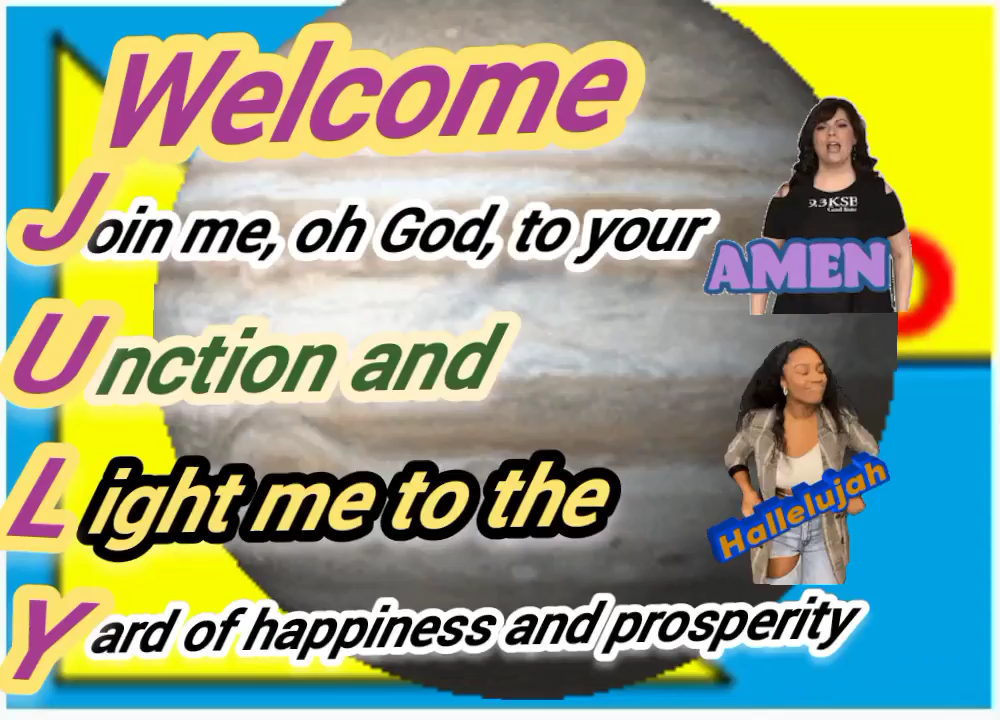 Welcome
Join me, oh God, to your
AMEN
Unction and
Light me to the
Hallelujah
Yard of happiness and prosperity